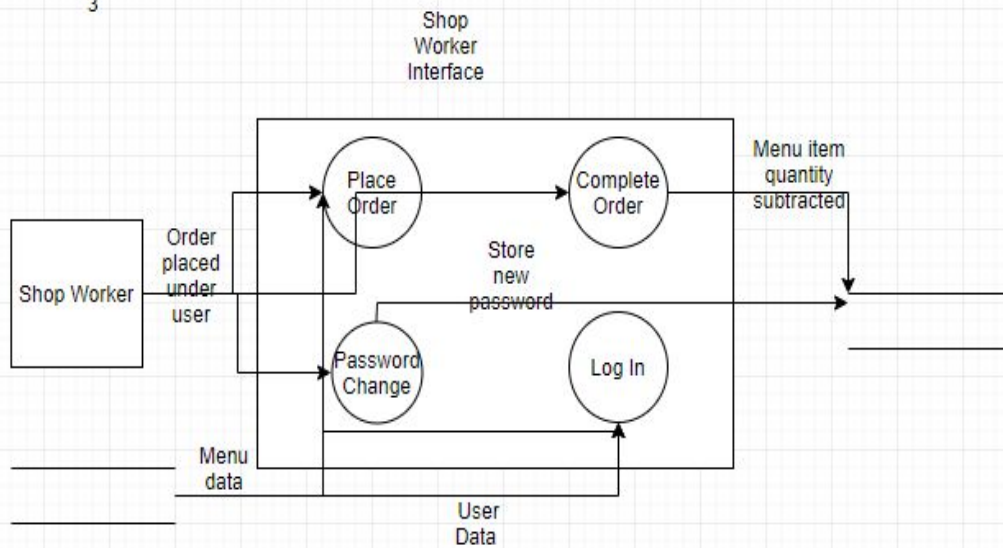 3
Shop
Worker
Interface
Place
Order
Complete
Order
Menu item
quantity
subtracted
Order
placed
under
user
Shop Worker
Store
new
password
Password
Change
Log In
Menu
data
User
Data